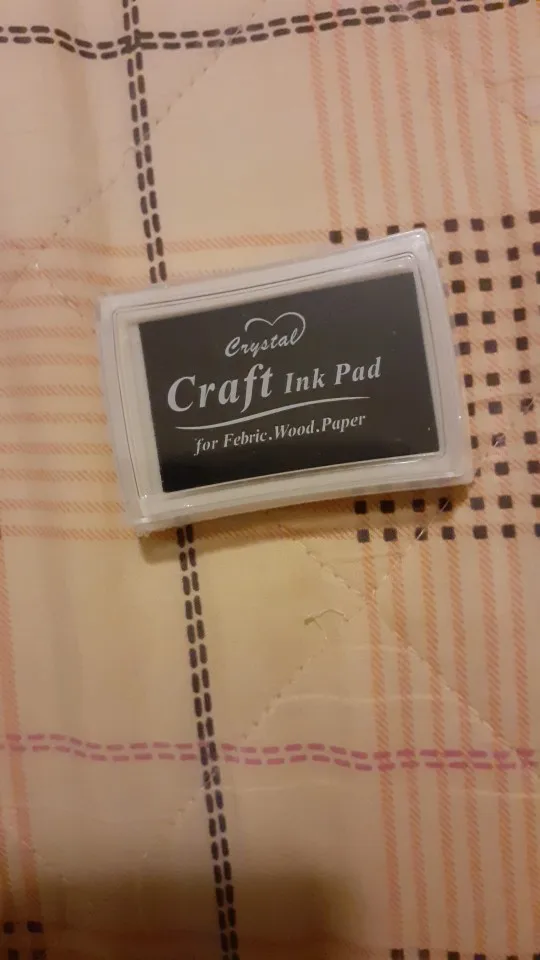 Crystal
Craft Ink Pad
for Febric.Wood.Paper